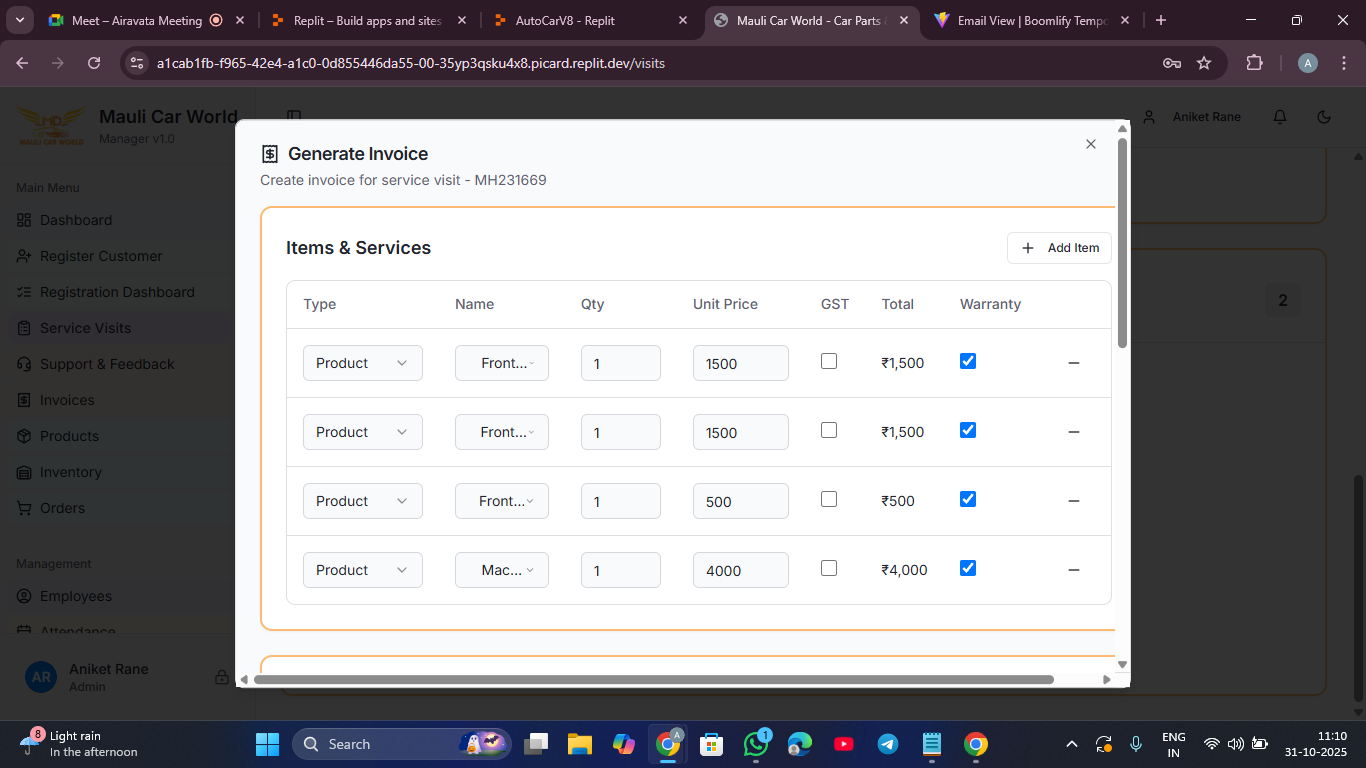 Meet – Airavata Meeting
Replit – Build apps and sites
AutoCarV8 - Replit
Mauli Car World - Car Parts
Email View | Boomlify Tempo
a1cab1fb-f965-42e4-a1c0-0d855446da55-00-35yp3qsku4x8.picard.replit.dev/visits
A
MAULI CAR WORLD
Mauli Car World
Manager v1.0
Aniket Rane
Main Menu
Dashboard
Register Customer
Registration Dashboard
Service Visits
Support & Feedback
Invoices
Products
Inventory
Orders
Management
Employees
Attendance
AR
Aniket Rane
Admin
2
Generate Invoice
Create invoice for service visit - MH231669
Items & Services
Add Item
Type Name Qty Unit Price GST Total Warranty
Product Front... 1 1500 ₹1,500
Product Front... 1 1500 ₹1,500
Product Front... 1 500 ₹500
Product Mac... 1 4000 ₹4,000
8
Light rain
In the afternoon
Search
A
1
ENG
IN
11:10
31-10-2025